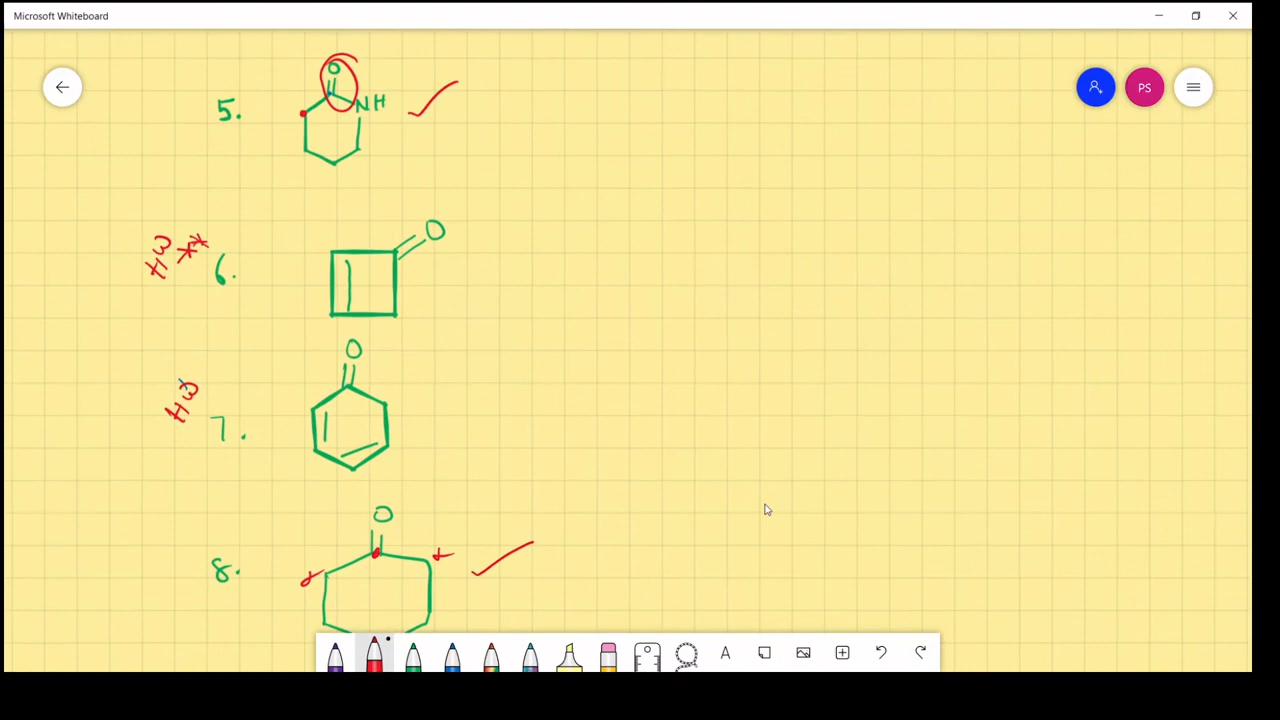 Microsoft Whiteboard
PS
O
5.
NH
HW **
6.
O
O
HW
7.
O
8.
α
α
A